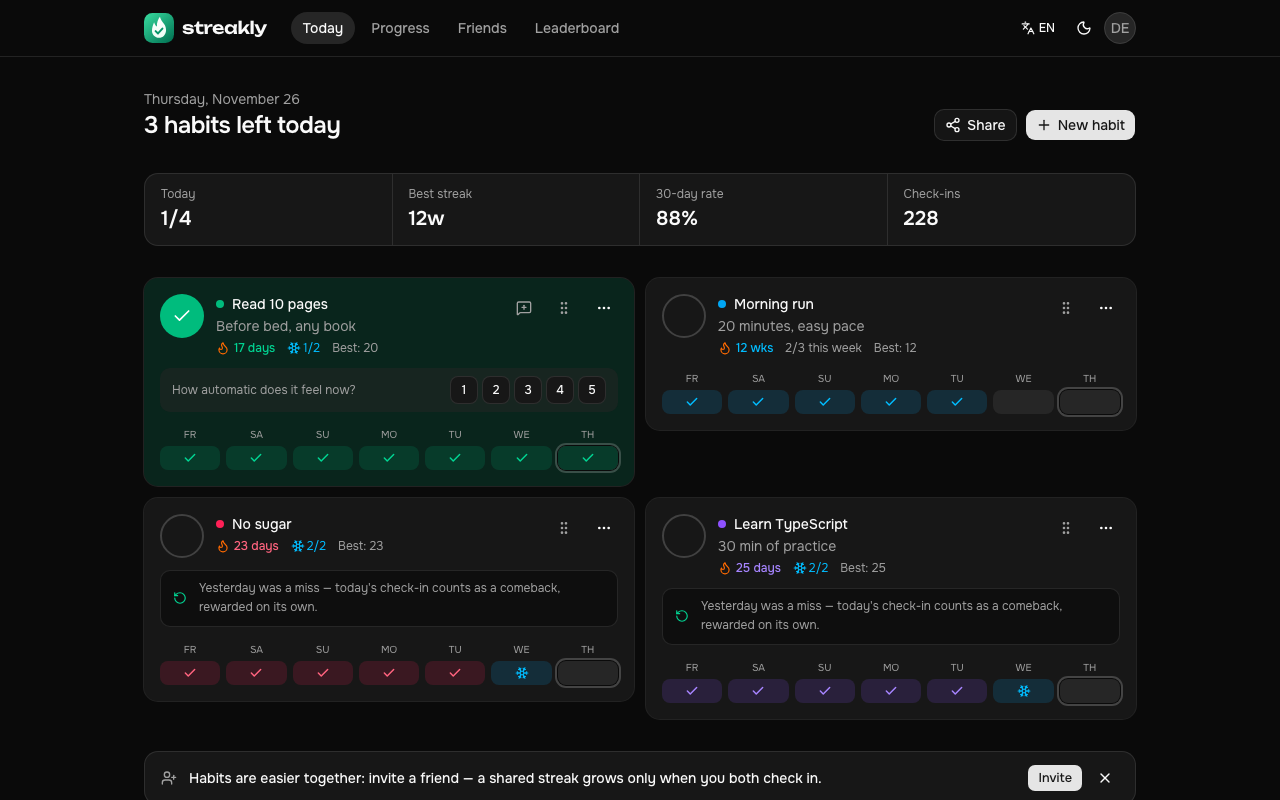 streakly
Today
Progress
Friends
Leaderboard
EN
DE
Thursday, November 26
3 habits left today
Share
New habit
Today
1/4
Best streak
12w
30-day rate
88%
Check-ins
228
Read 10 pages
Before bed, any book
17 days 1/2 Best: 20
How automatic does it feel now?
1 2 3 4 5
FR SA SU MO TU WE TH
Morning run
20 minutes, easy pace
12 wks 2/3 this week Best: 12
FR SA SU MO TU WE TH
No sugar
23 days 2/2 Best: 23
Yesterday was a miss — today's check-in counts as a comeback,
rewarded on its own.
FR SA SU MO TU WE TH
Learn TypeScript
30 min of practice
25 days 2/2 Best: 25
Yesterday was a miss — today's check-in counts as a comeback,
rewarded on its own.
FR SA SU MO TU WE TH
Habits are easier together: invite a friend — a shared streak grows only when you both check in.
Invite